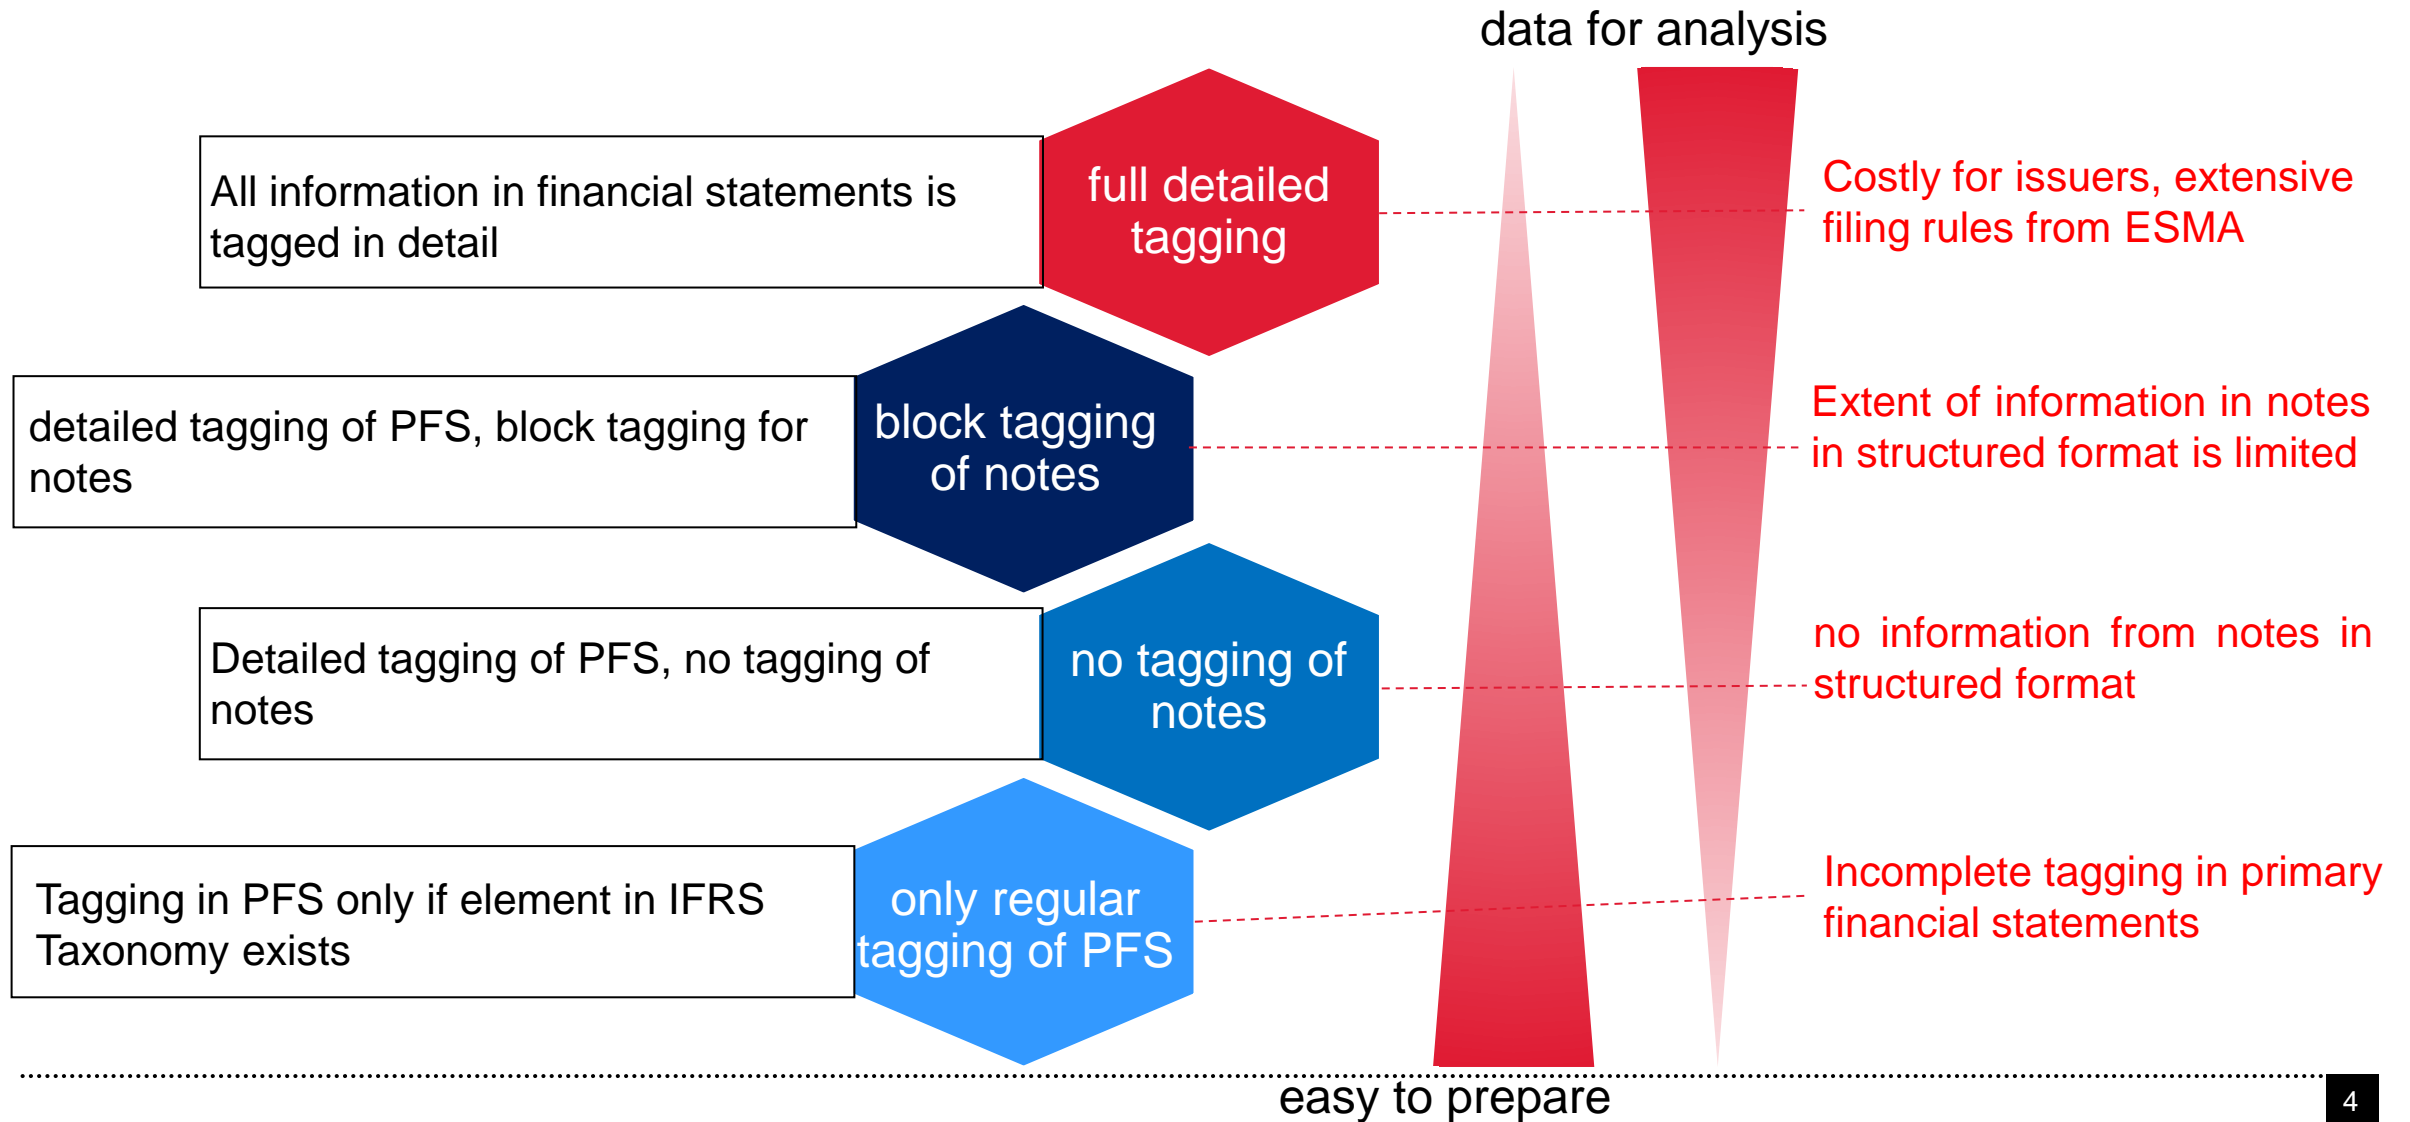 data for analysis
All information in financial statements is
tagged in detail
full detailed
tagging
Costly for issuers, extensive
filing rules from ESMA
detailed tagging of PFS, block tagging for
notes
block tagging
of notes
Extent of information in notes
in structured format is limited
Detailed tagging of PFS, no tagging of
notes
no tagging of
notes
no information from notes in
structured format
Tagging in PFS only if element in IFRS
Taxonomy exists
only regular
tagging of PFS
Incomplete tagging in primary
financial statements
easy to prepare
4